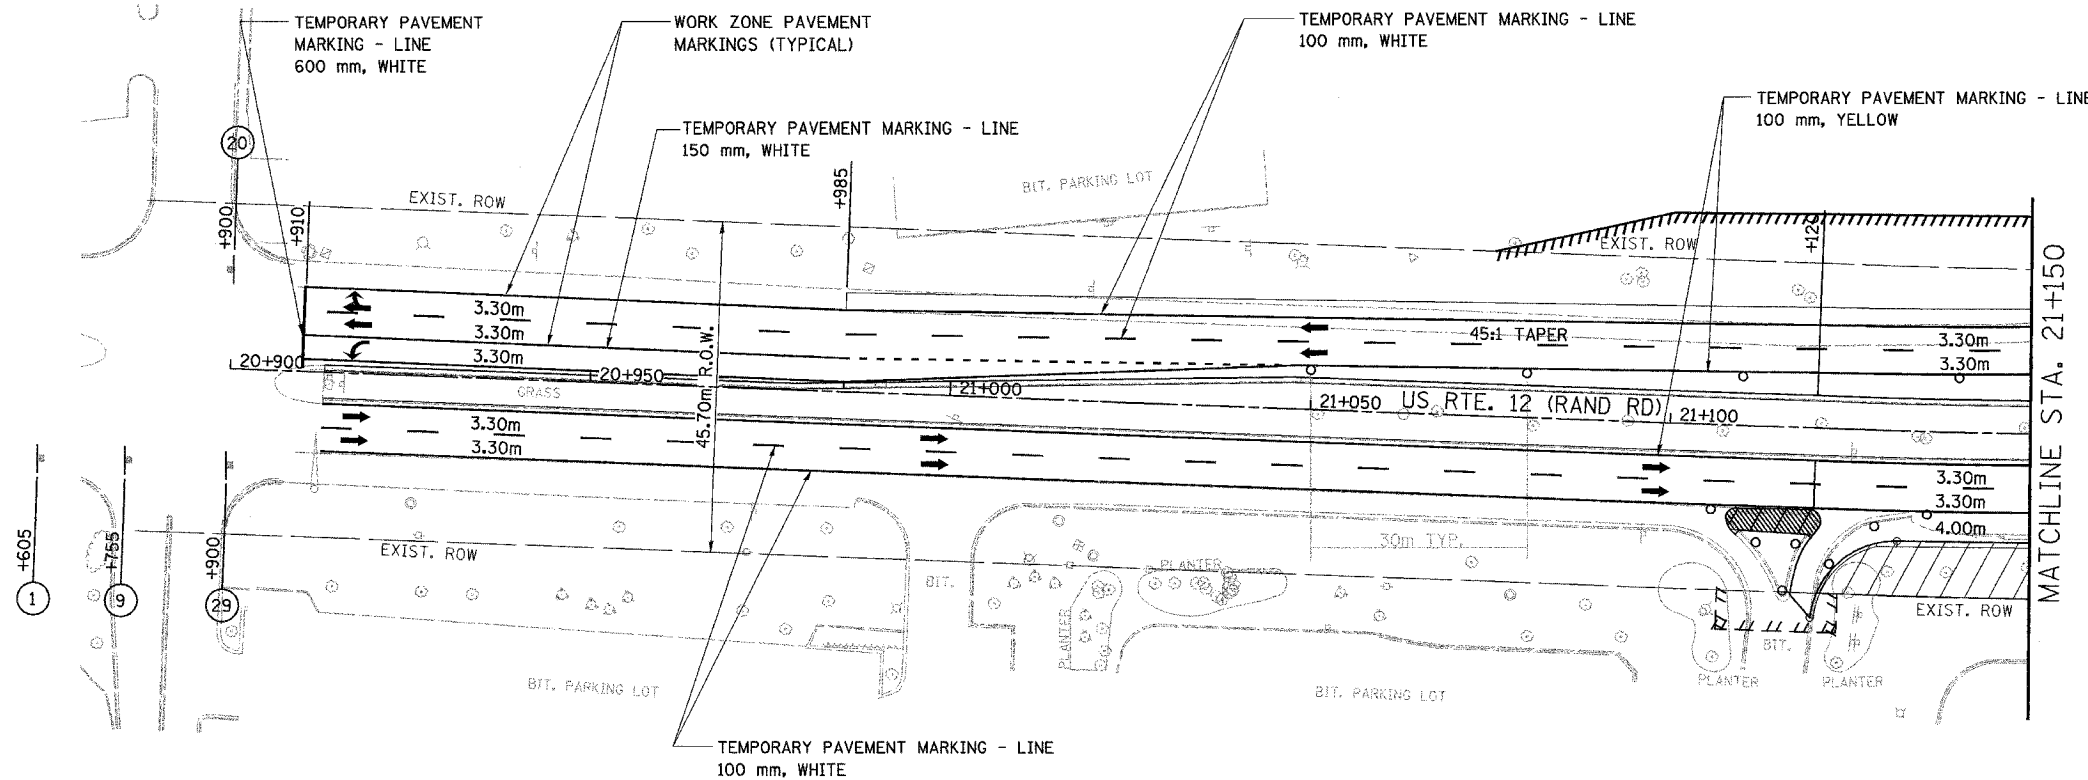 TEMPORARY PAVEMENT
MARKING - LINE
600 mm, WHITE
WORK ZONE PAVEMENT
MARKINGS (TYPICAL)
TEMPORARY PAVEMENT MARKING - LINE
100 mm, WHITE
TEMPORARY PAVEMENT MARKING - LINE
100 mm, YELLOW
TEMPORARY PAVEMENT MARKING - LINE
150 mm, WHITE
20
+900
+910
+985
EXIST. ROW
BIT. PARKING LOT
EXIST. ROW
MATCHLINE STA. 21+150
3.30m
3.30m
3.30m
45:1 TAPER
3.30m
3.30m
20+900
20+950
21+000
21+050
US RTE. 12 (RAND RD)
21+100
GRASS
45.70m R.O.W.
3.30m
3.30m
3.30m
3.30m
4.00m
+605
+755
+900
1
9
29
EXIST. ROW
30m TYP.
BIT.
PLANTER
PLANTER
EXIST. ROW
BIT.
PLANTER
PLANTER
BIT. PARKING LOT
BIT. PARKING LOT
TEMPORARY PAVEMENT MARKING - LINE
100 mm, WHITE